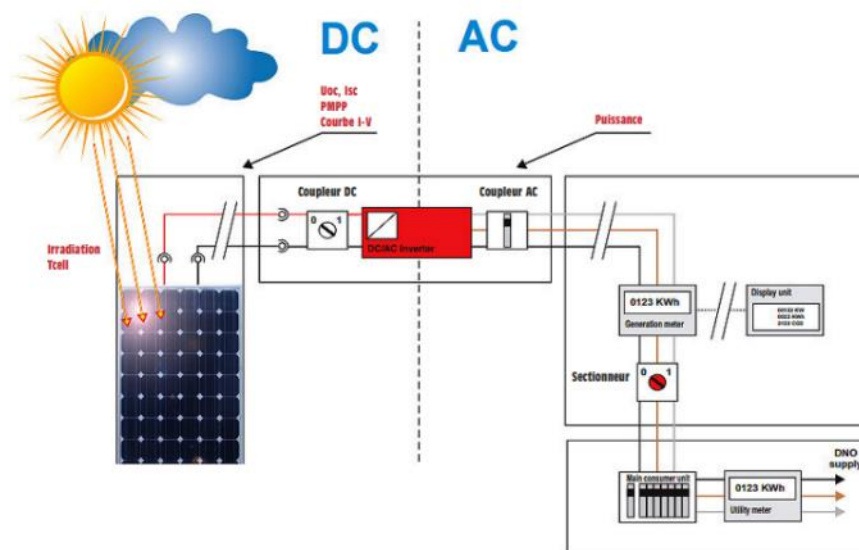 DC
AC
Uoc, Isc
PMPP
Courbe I-V
Puissance
Coupleur DC
Coupleur AC
0 1
DC/AC Inverter
Irradiation
Tcell
0123 KWh
Generation meter
Display unit
Sectionneur
0 1
Main consumer unit
0123 KWh
Utility meter
DNO
supply